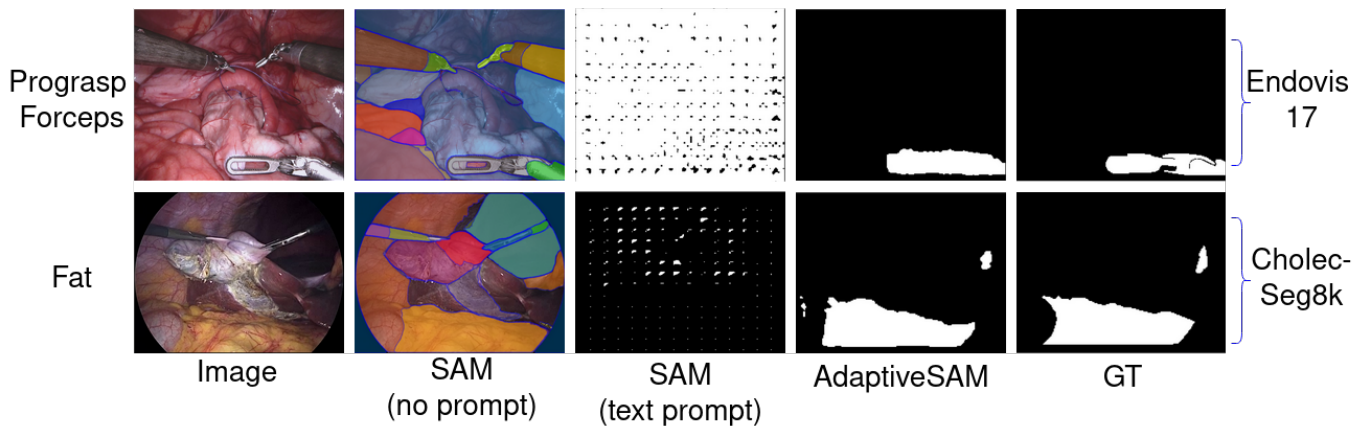 Prograsp
Forceps
Endovis
17
Fat
Cholec-
Seg8k
Image
SAM
(no prompt)
SAM
(text prompt)
AdaptiveSAM
GT